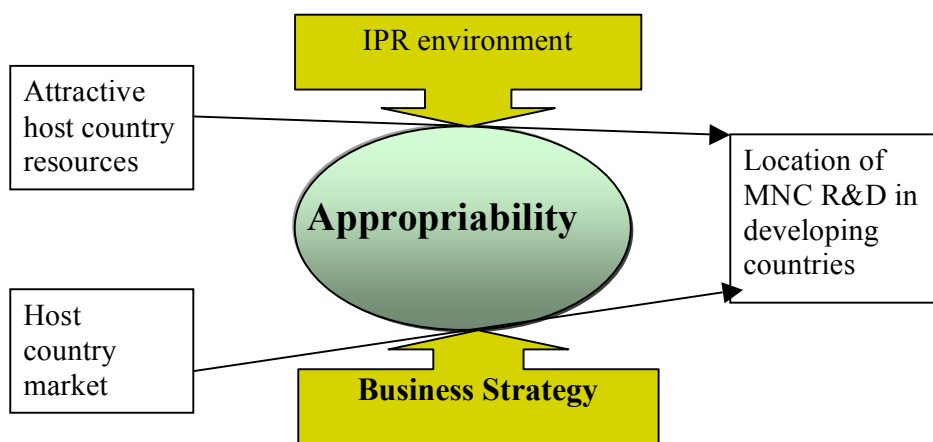 IPR environment
Attractive
host country
resources
Appropriability
Location of
MNC R&D in
developing
countries
Host
country
market
Business Strategy